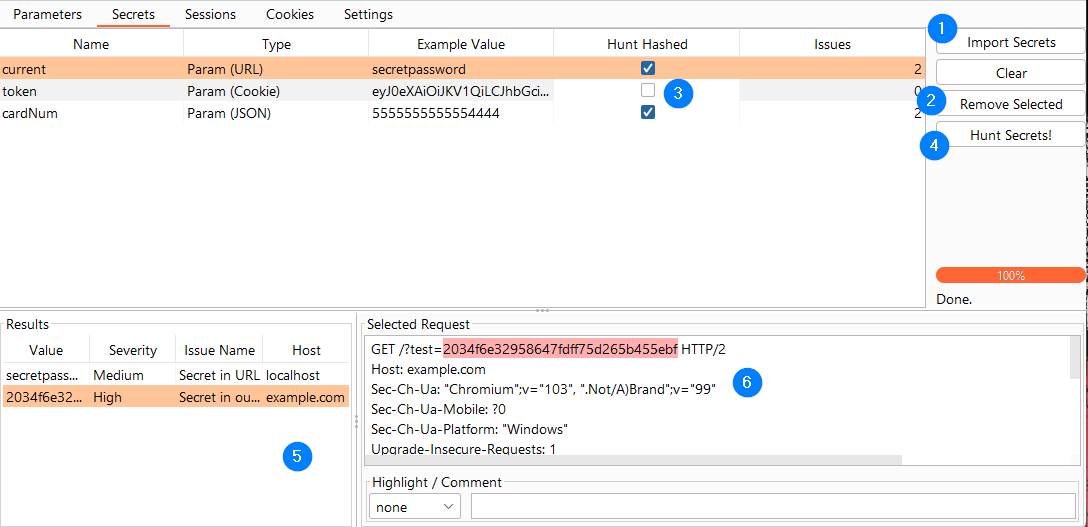 Parameters Secrets Sessions Cookies Settings
Name Type Example Value Hunt Hashed Issues
current Param (URL) secretpassword 2
token Param (Cookie) eyJ0eXAiOiJKV1QiLCJhbGci... 3 0
cardNum Param (JSON) 5555555555554444 2
1
Import Secrets
Clear
2
Remove Selected
Hunt Secrets!
4
100%
Done.
Results
Value Severity Issue Name Host
secretpass... Medium Secret in URL localhost
2034f6e32... High Secret in ou... example.com
5
Selected Request
GET /?test=2034f6e32958647fdff75d265b455ebf HTTP/2
Host: example.com
Sec-Ch-Ua: "Chromium";v="103", ".Not/A)Brand";v="99"
6
Sec-Ch-Ua-Mobile: ?0
Sec-Ch-Ua-Platform: "Windows"
Upgrade-Insecure-Requests: 1
Highlight / Comment
none